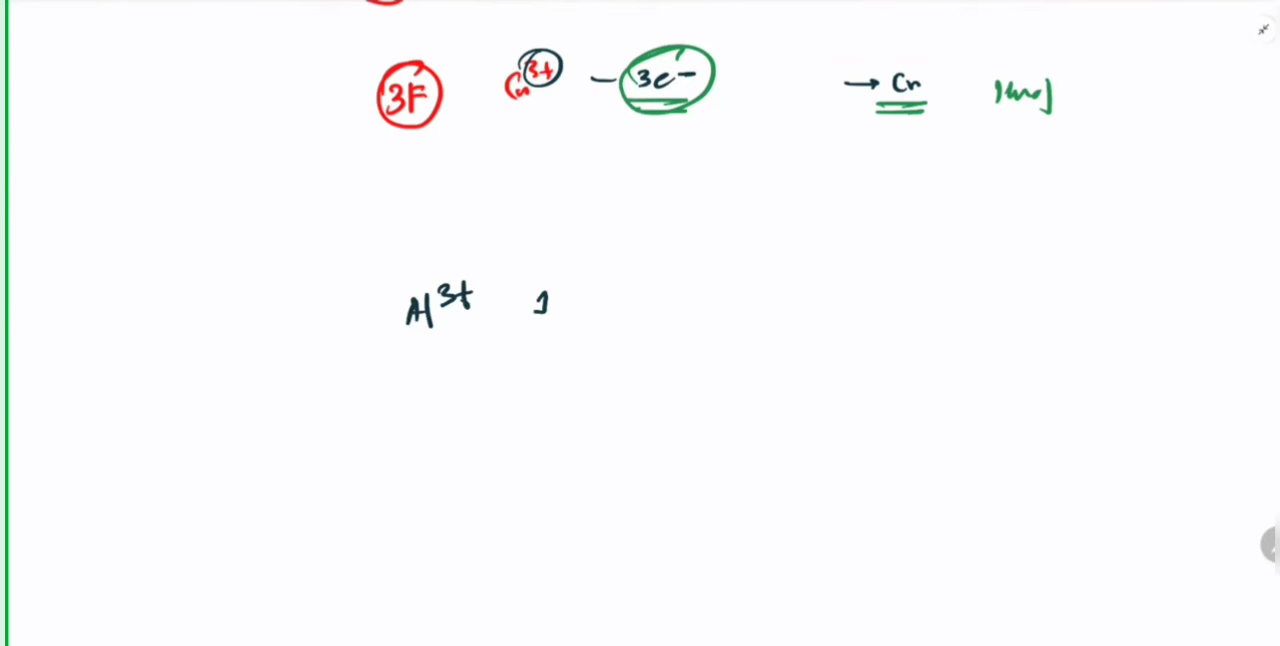 3F Cr³⁺ – 3e⁻ → Cr 1mol
Al³⁺ 1